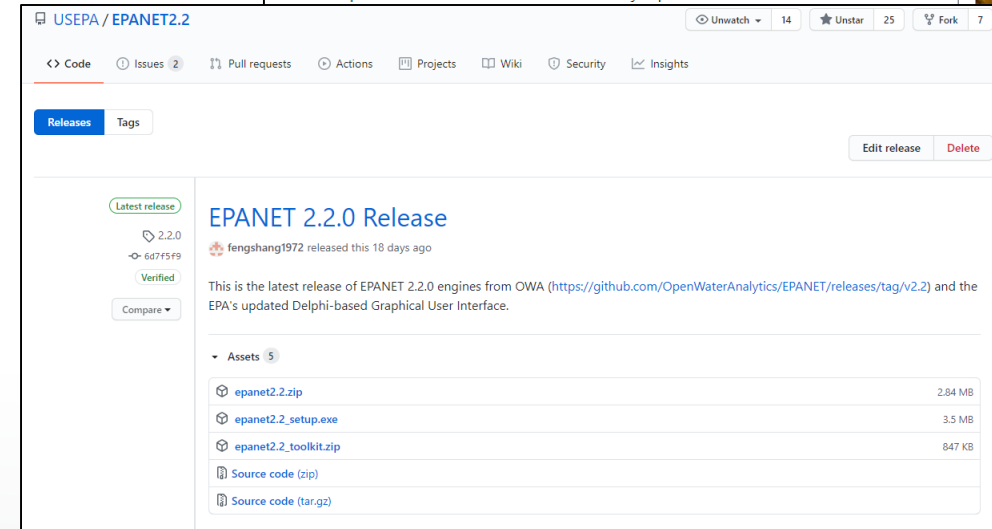 USEPA / EPANET2.2
Unwatch 14 Unstar 25 Fork 7
Code Issues 2 Pull requests Actions Projects Wiki Security Insights
Releases Tags
Edit release Delete
Latest release
2.2.0
6d7f5f9
Verified
Compare
EPANET 2.2.0 Release
fengshang1972 released this 18 days ago
This is the latest release of EPANET 2.2.0 engines from OWA (https://github.com/OpenWaterAnalytics/EPANET/releases/tag/v2.2) and the
EPA's updated Delphi-based Graphical User Interface.
Assets 5
epanet2.2.zip 2.84 MB
epanet2.2_setup.exe 3.5 MB
epanet2.2_toolkit.zip 847 KB
Source code (zip)
Source code (tar.gz)